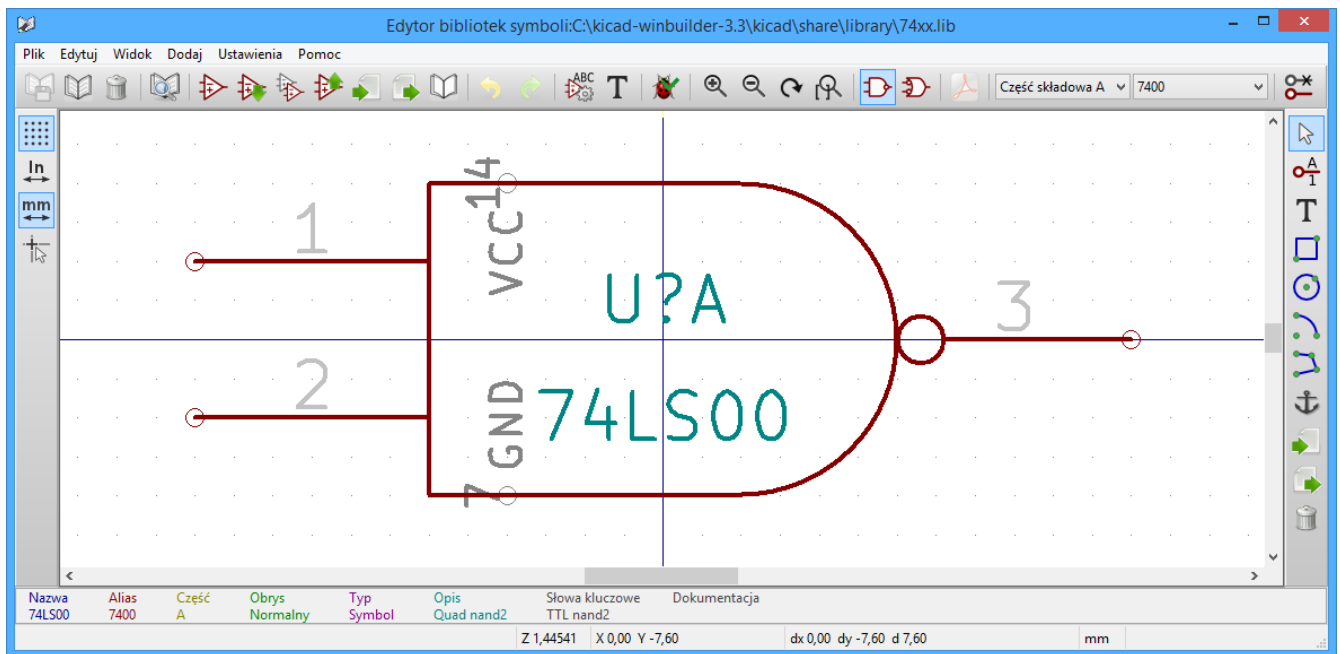 Edytor bibliotek symboli:C:\kicad-winbuilder-3.3\kicad\share\library\74xx.lib
Plik Edytuj Widok Dodaj Ustawienia Pomoc
ABC T Część składowa A 7400
In
mm
A
1
T
14
VCC
1
U?A
3
2
GND
74LS00
7
Nazwa Alias Część Obrys Typ Opis Słowa kluczowe Dokumentacja
74LS00 7400 A Normalny Symbol Quad nand2 TTL nand2
Z 1,44541 X 0,00 Y -7,60 dx 0,00 dy -7,60 d 7,60 mm